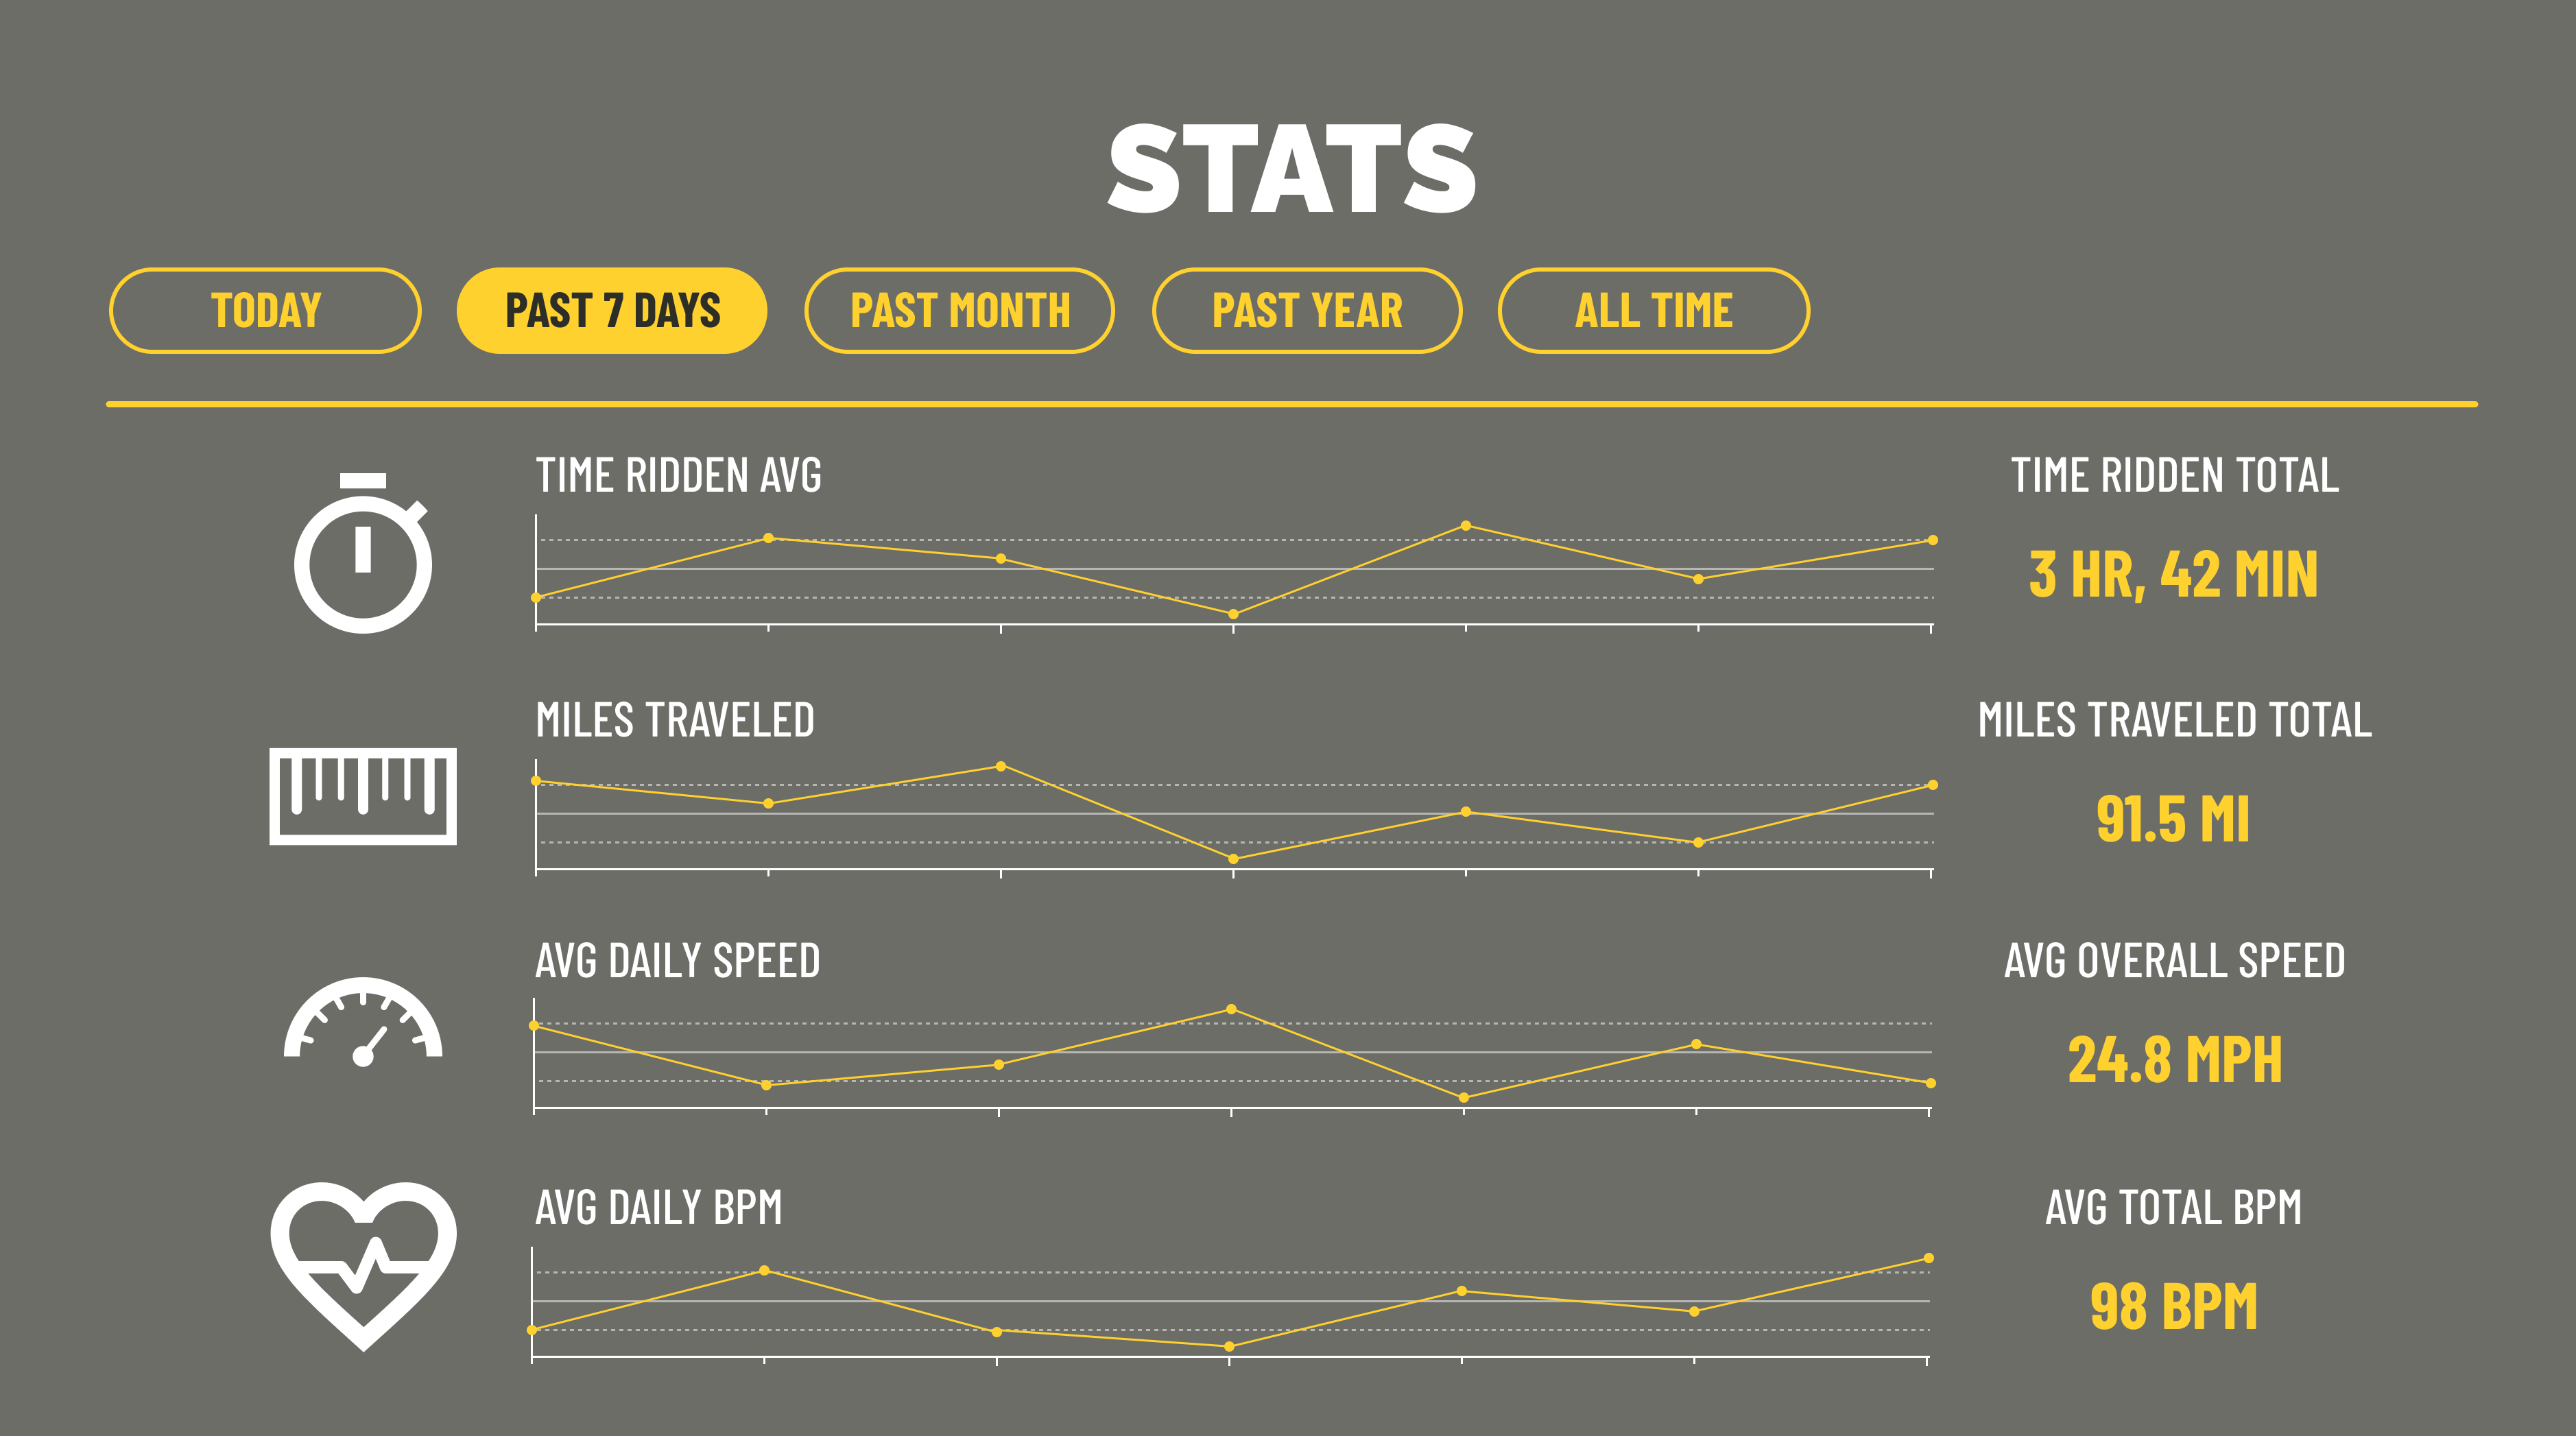 STATS
TODAY
PAST 7 DAYS
PAST MONTH
PAST YEAR
ALL TIME
TIME RIDDEN AVG
TIME RIDDEN TOTAL
3 HR, 42 MIN
MILES TRAVELED
MILES TRAVELED TOTAL
91.5 MI
AVG DAILY SPEED
AVG OVERALL SPEED
24.8 MPH
AVG DAILY BPM
AVG TOTAL BPM
98 BPM